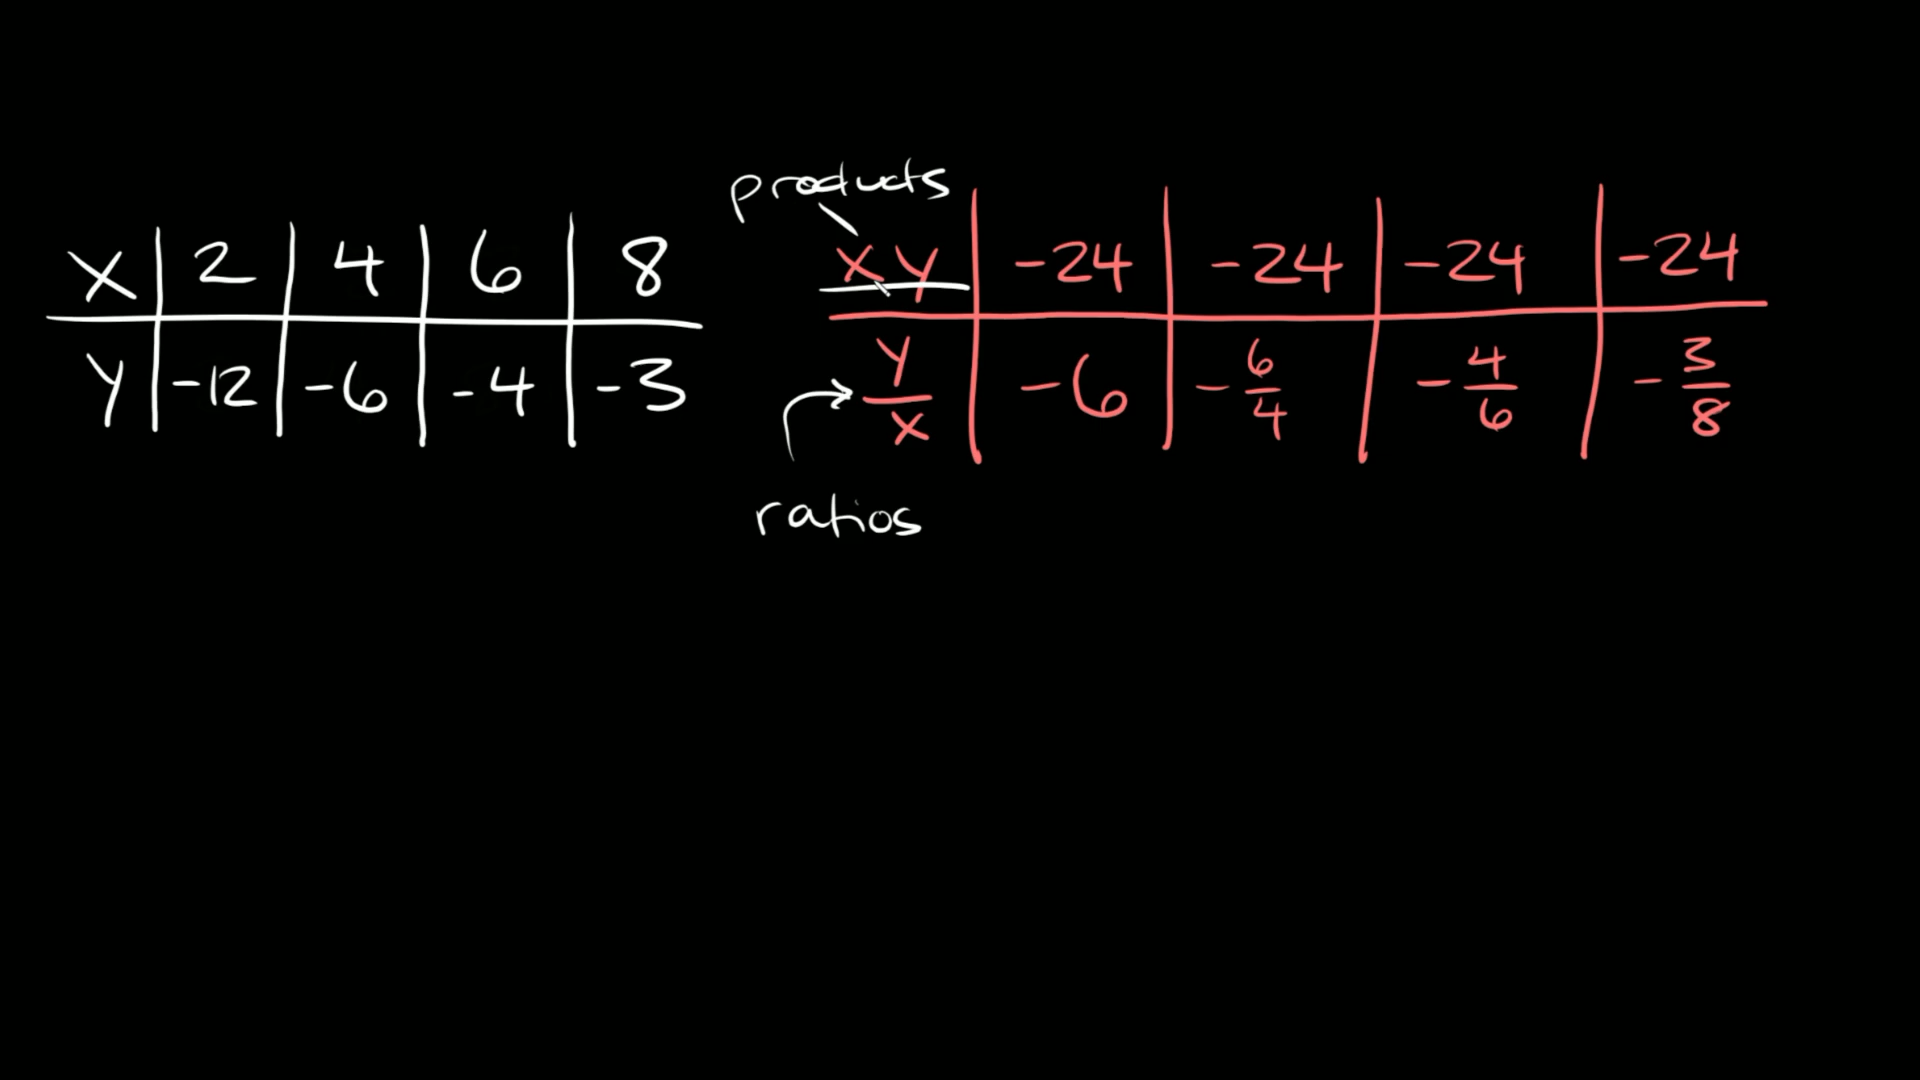 products
X 2 4 6 8
XY -24 -24 -24 -24
Y -12 -6 -4 -3
Y/X -6 -6/4 -4/6 -3/8
ratios